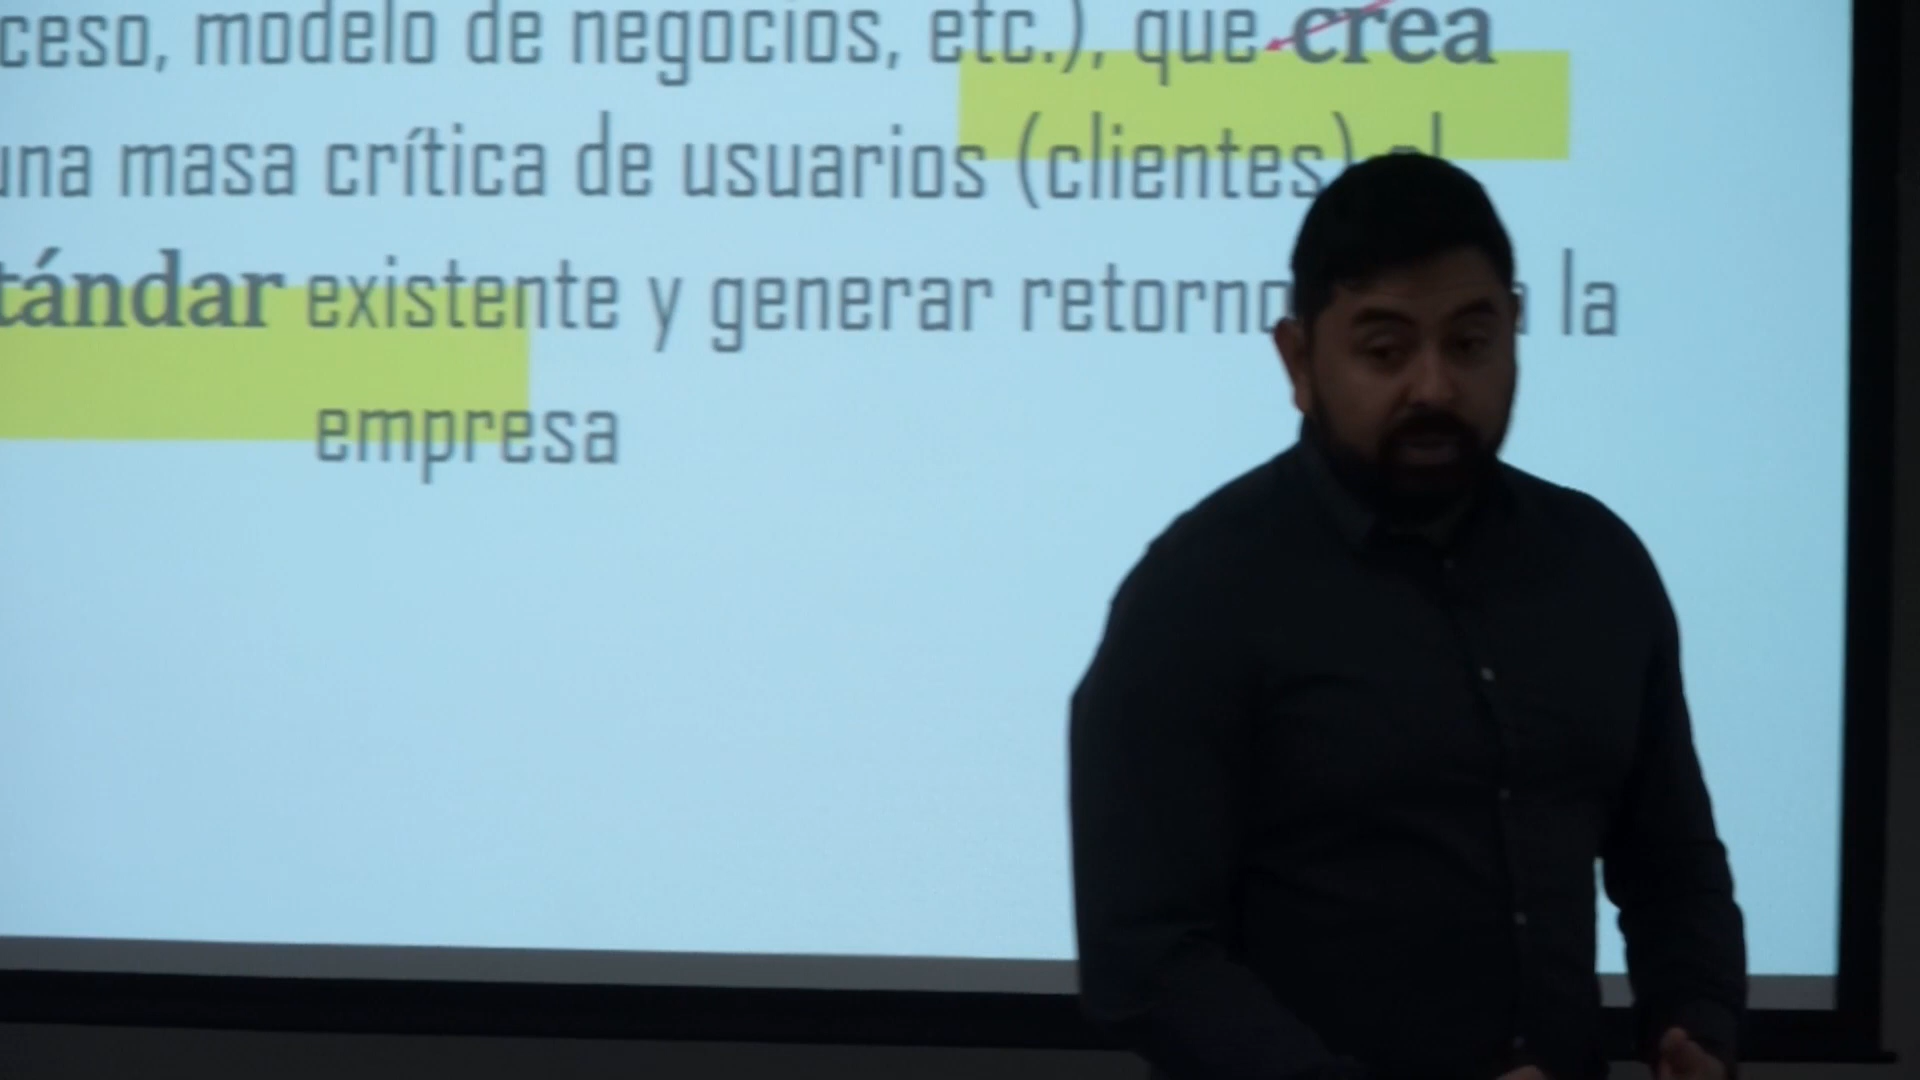 ceso, modelo de negocios, etc.), que crea
una masa crítica de usuarios (clientes) al
tándar existente y generar retorno a la
empresa